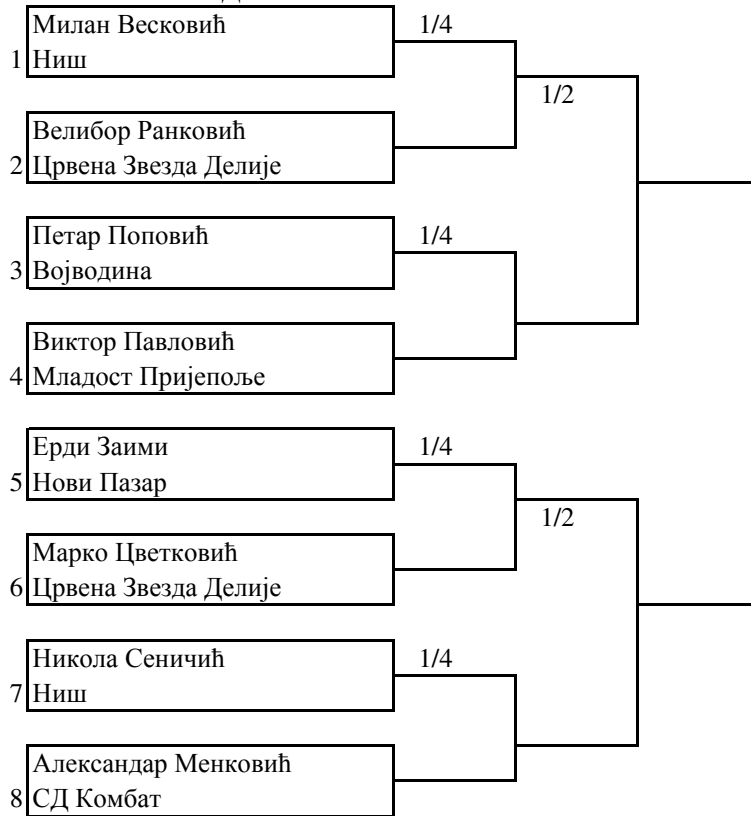 Милан Весковић 1/4
1 Ниш
1/2
Велибор Ранковић
2 Црвена Звезда Делије
Петар Поповић 1/4
3 Војводина
Виктор Павловић
4 Младост Пријепоље
Ерди Заими 1/4
5 Нови Пазар
1/2
Марко Цветковић
6 Црвена Звезда Делије
Никола Сеничић 1/4
7 Ниш
Александар Менковић
8 СД Комбат